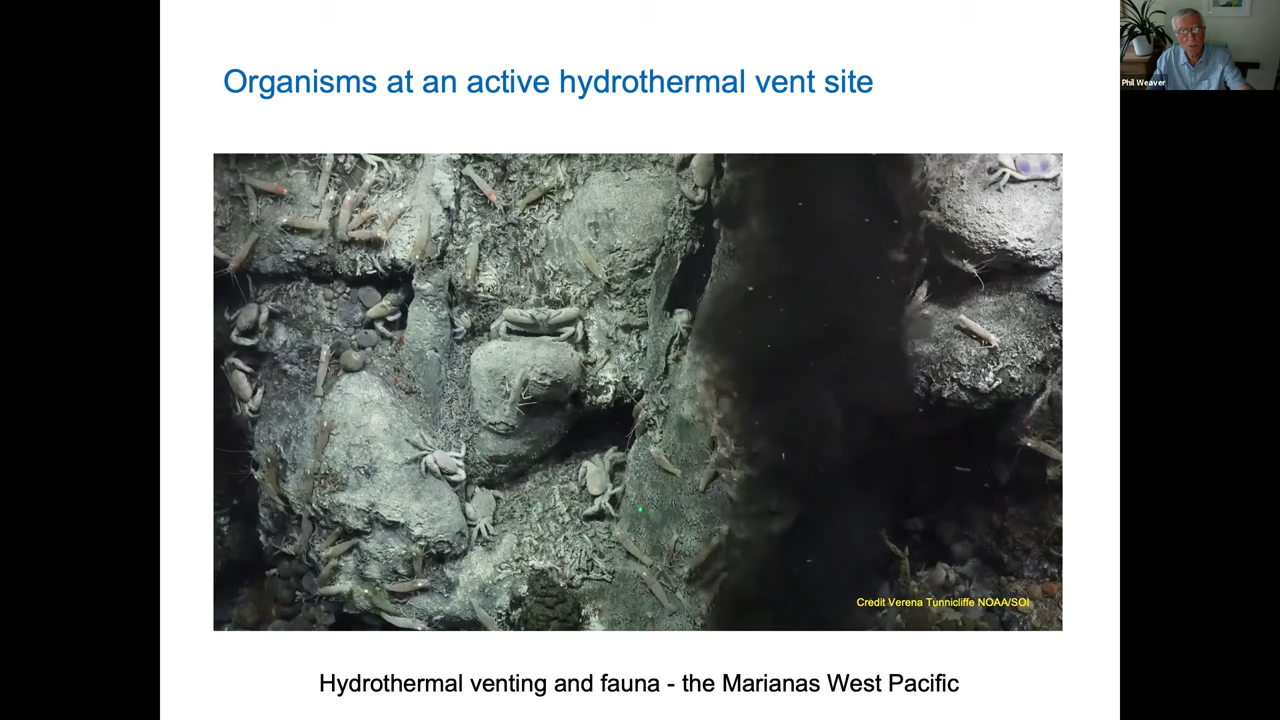 Organisms at an active hydrothermal vent site
Phil Weaver
Credit Verena Tunnicliffe NOAA/SOI
Hydrothermal venting and fauna - the Marianas West Pacific